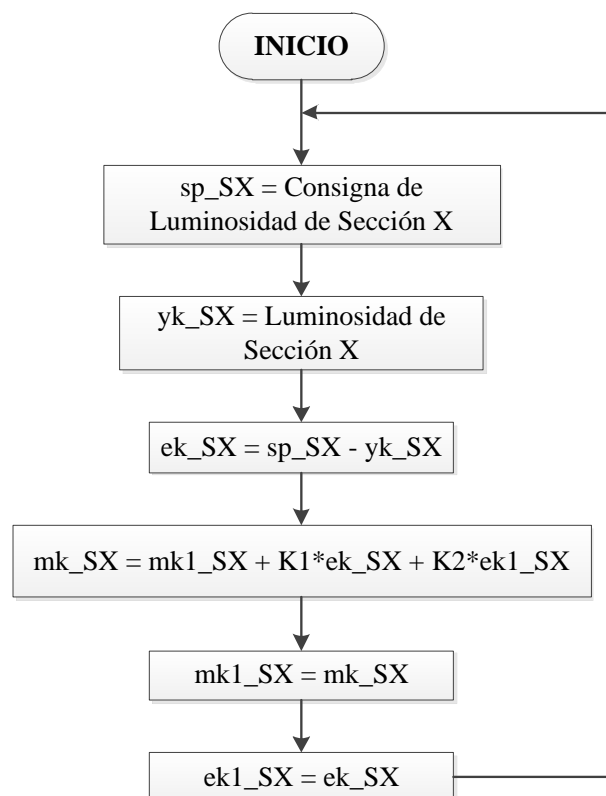 INICIO
sp_SX = Consigna de
Luminosidad de Sección X
yk_SX = Luminosidad de
Sección X
ek_SX = sp_SX - yk_SX
mk_SX = mk1_SX + K1*ek_SX + K2*ek1_SX
mk1_SX = mk_SX
ek1_SX = ek_SX